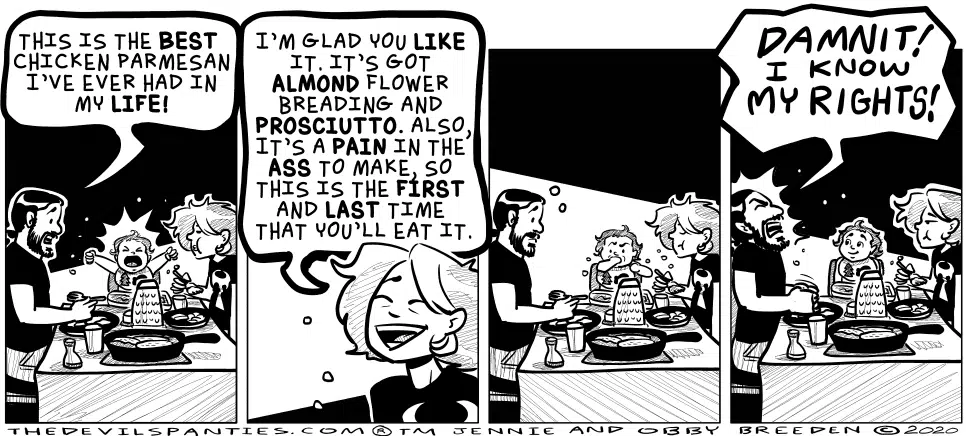 THIS IS THE BEST
CHICKEN PARMESAN
I'VE EVER HAD IN
MY LIFE!
I'M GLAD YOU LIKE
IT. IT'S GOT
ALMOND FLOWER
BREADING AND
PROSCIUTTO. ALSO,
IT'S A PAIN IN THE
ASS TO MAKE, SO
THIS IS THE FIRST
AND LAST TIME
THAT YOU'LL EAT IT.
DAMNIT!
I KNOW
MY RIGHTS!
THEDEVILSPANTIES.COM ® TM JENNIE AND OBBY BREEDEN © 2020